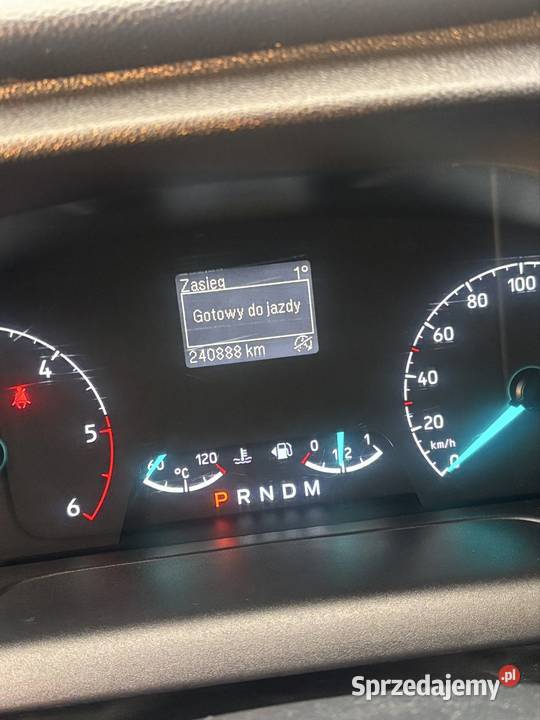 Zasięg 1°
Gotowy do jazdy
240888 km
4
5
6
60 °C 120
0 1/2 1
P R N D M
0
20
40
60
80
100
km/h
Sprzedajemy.pl